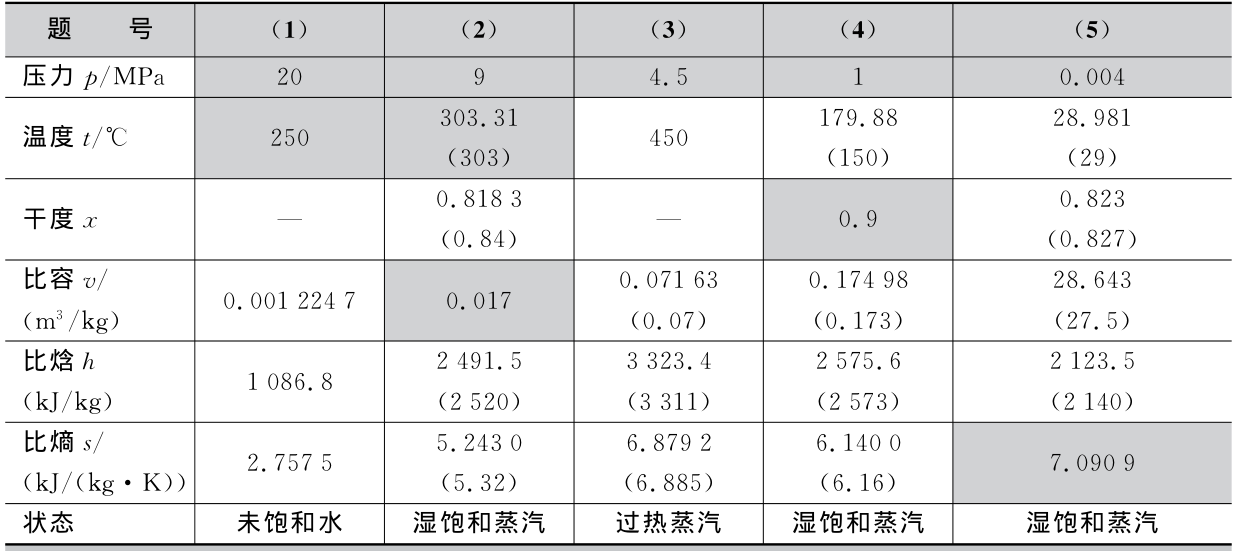 题 号 (1) (2) (3) (4) (5)
压力 p/MPa 20 9 4.5 1 0.004
温度 t/℃ 250 303.31 450 179.88 28.981
(303) (150) (29)
干度 x — 0.818 3 — 0.9 0.823
(0.84) (0.827)
比容 v/ 0.001 224 7 0.017 0.071 63 0.174 98 28.643
(m³/kg) (0.07) (0.173) (27.5)
比焓 h 1 086.8 2 491.5 3 323.4 2 575.6 2 123.5
(kJ/kg) (2 520) (3 311) (2 573) (2 140)
比熵 s/ 2.757 5 5.243 0 6.879 2 6.140 0 7.090 9
(kJ/(kg·K)) (5.32) (6.885) (6.16)
状态 未饱和水 湿饱和蒸汽 过热蒸汽 湿饱和蒸汽 湿饱和蒸汽